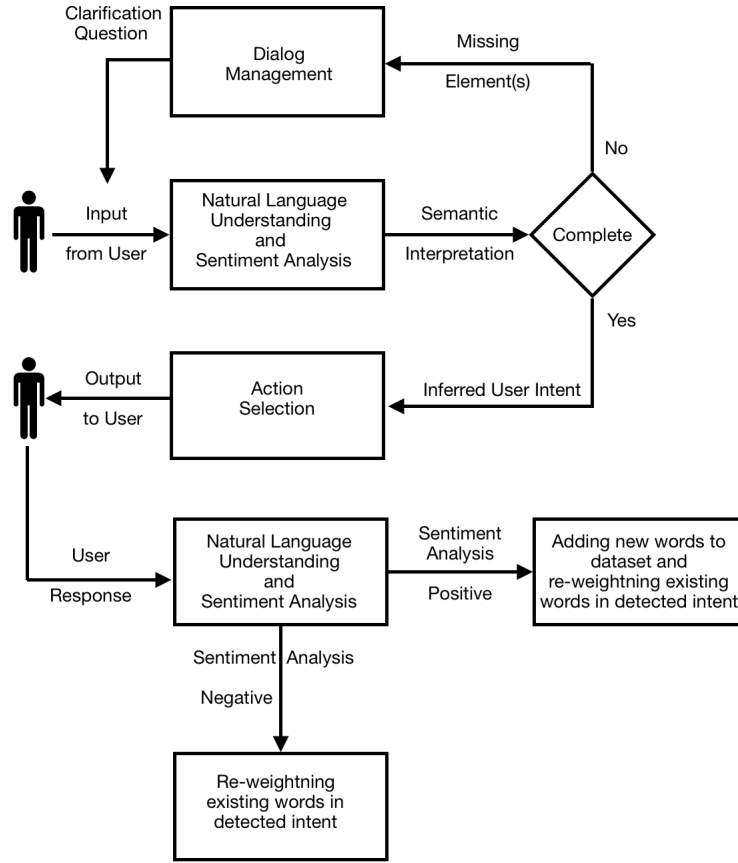 Clarification
Question
Dialog
Management
Missing
Element(s)
No
Input
from User
Natural Language
Understanding
and
Sentiment Analysis
Semantic
Interpretation
Complete
Yes
Output
to User
Action
Selection
Inferred User Intent
User
Response
Natural Language
Understanding
and
Sentiment Analysis
Sentiment
Analysis
Positive
Adding new words to
dataset and
re-weightning existing
words in detected intent
Sentiment Analysis
Negative
Re-weightning
existing words in
detected intent